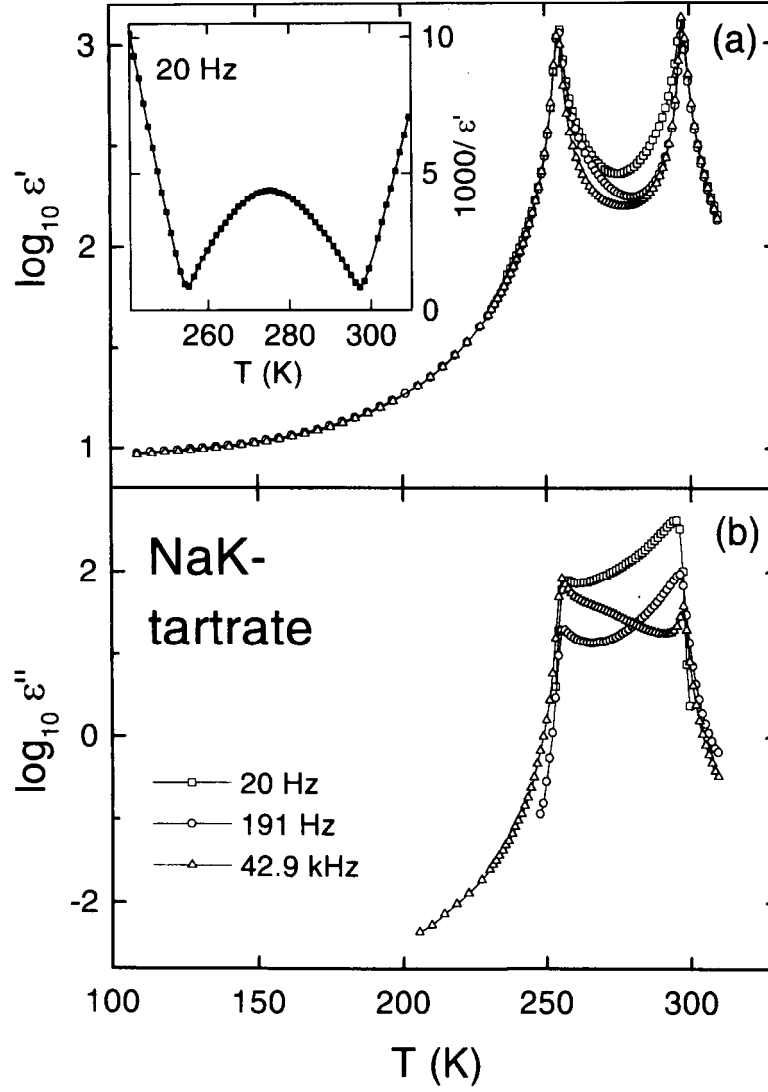 (a)
3
2
1
log10 ε'
20 Hz
10
5
0
1000/ ε'
260 280 300
T (K)
(b)
NaK-
tartrate
2
0
-2
log10 ε"
20 Hz
191 Hz
42.9 kHz
100 150 200 250 300
T (K)